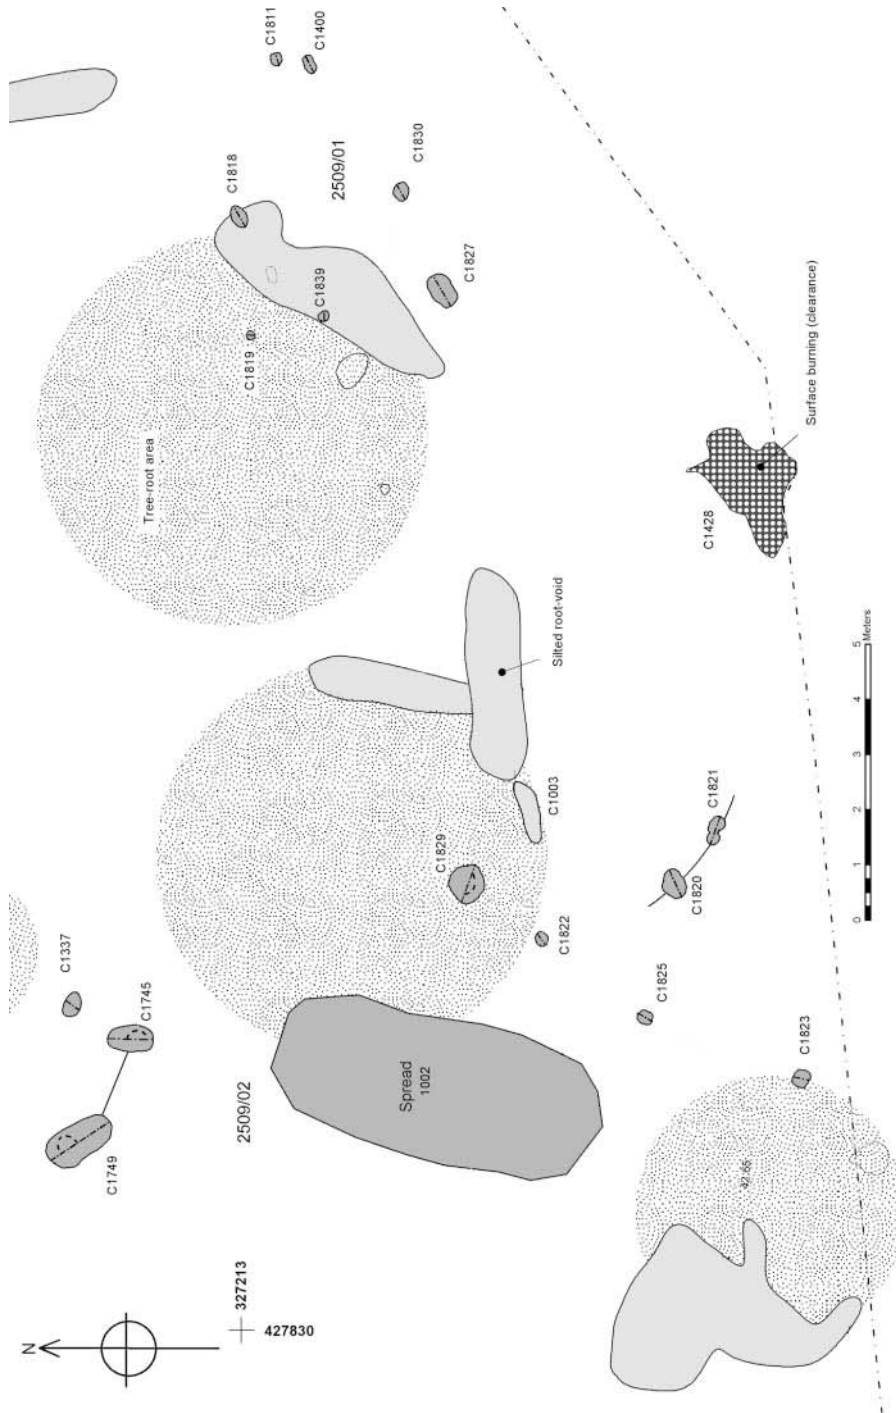 C1811
C1400
C1818
2509/01
C1830
C1827
C1839
C1819
Tree-root area
Surface burning (clearance)
C1428
Silted root-void
C1003
C1829
C1822
C1821
C1820
C1825
C1823
C1337
C1745
C1749
2509/02
Spread
1002
42.65
N
327213
427830
0 1 2 3 4 5
Meters